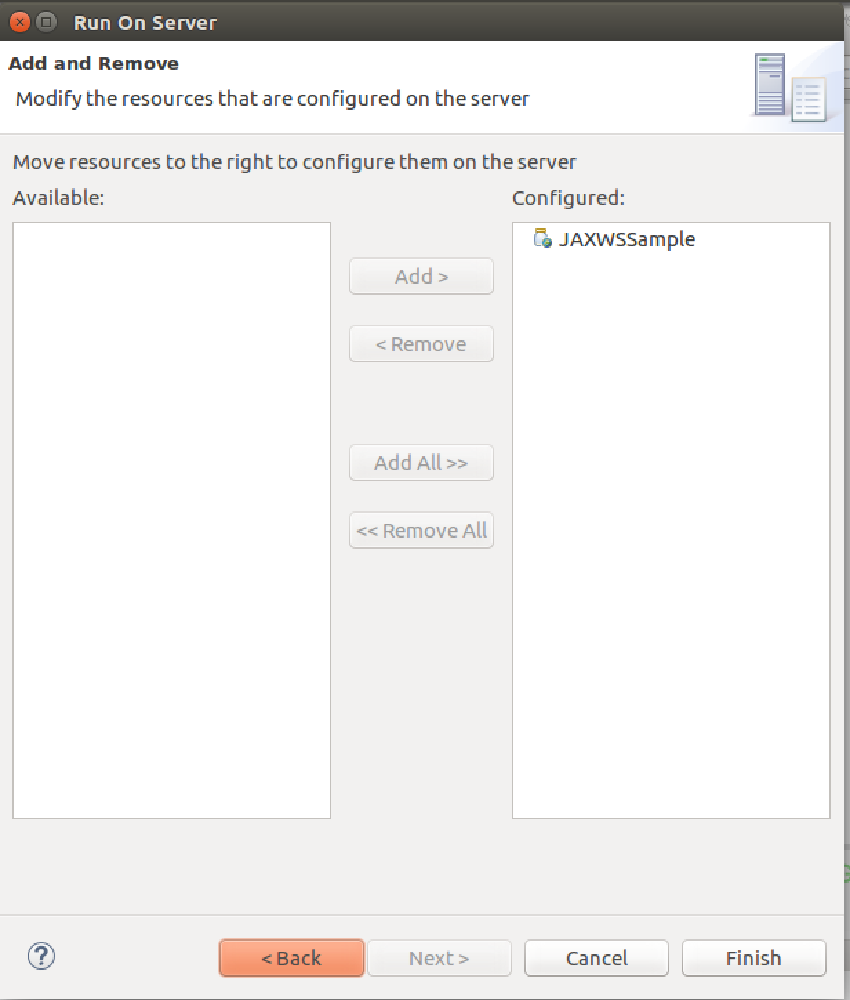 Run On Server
Add and Remove
Modify the resources that are configured on the server
Move resources to the right to configure them on the server
Available:
Configured:
JAXWSSample
Add >
< Remove
Add All >>
<< Remove All
?
< Back
Next >
Cancel
Finish